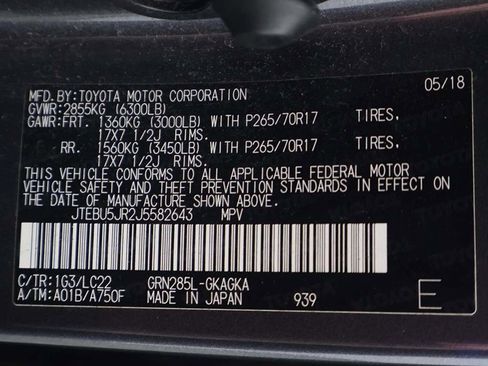 MFD.BY:TOYOTA MOTOR CORPORATION 05/18
GVWR:2855KG (6300LB)
GAWR:FRT. 1360KG (3000LB) WITH P265/70R17 TIRES,
17X7 1/2J RIMS.
RR. 1560KG (3450LB) WITH P265/70R17 TIRES,
17X7 1/2J RIMS.
THIS VEHICLE CONFORMS TO ALL APPLICABLE FEDERAL MOTOR
VEHICLE SAFETY AND THEFT PREVENTION STANDARDS IN EFFECT ON
THE DATE OF MANUFACTURE SHOWN ABOVE.
JTEBU5JR2J5582643 MPV
C/TR:1G3/LC22 GRN285L-GKAGKA
A/TM:A01B/A750F MADE IN JAPAN 939 E